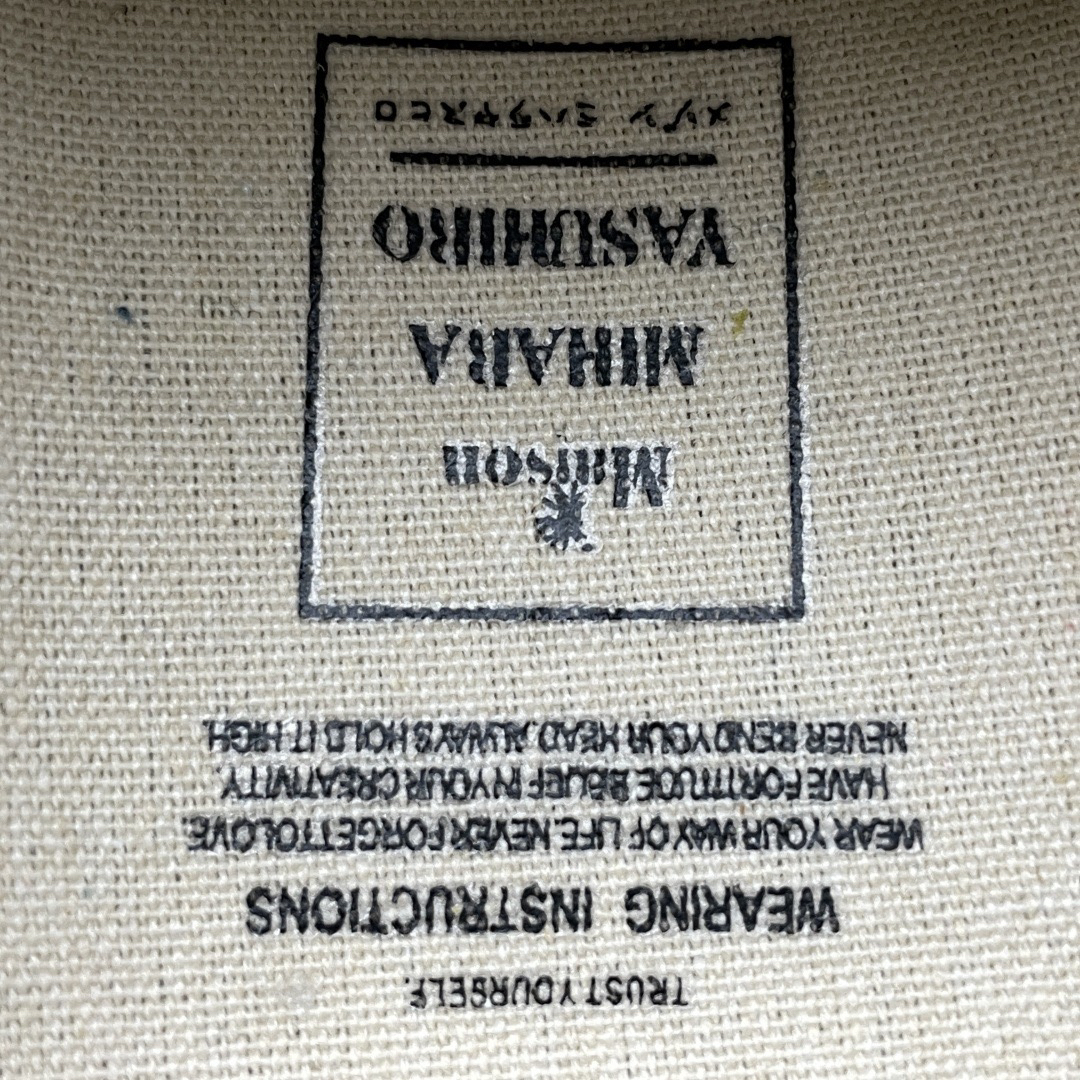 TRUST YOURSELF.
WEARING INSTRUCTIONS
WEAR YOUR WAY OF LIFE. NEVER FORGET TO LOVE.
HAVE FORTITUDE BELIEF IN YOUR CREATIVITY.
NEVER BEND YOUR HEAD. ALWAYS HOLD IT HIGH.
Maison
MIHARA
YASUHIRO
メゾン ミハラヤスヒロ